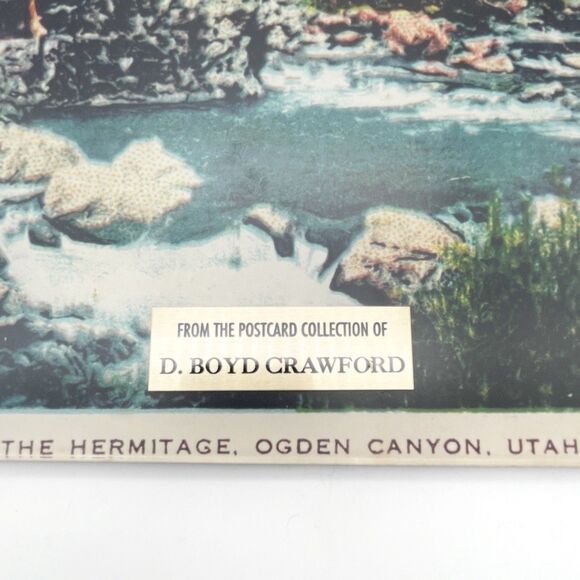 FROM THE POSTCARD COLLECTION OF
D. BOYD CRAWFORD
THE HERMITAGE, OGDEN CANYON, UTAH